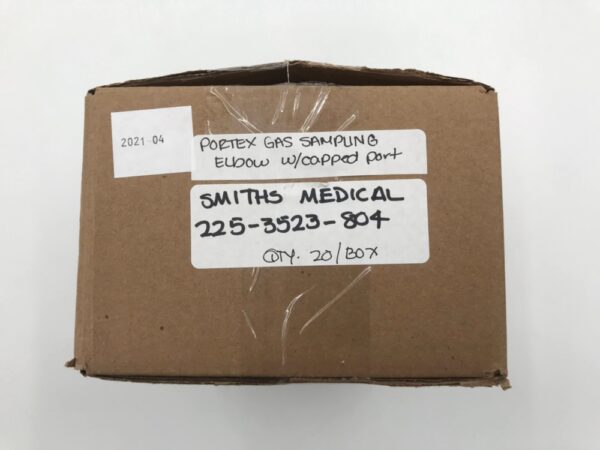 2021 04
PORTEX GAS SAMPLING
Elbow w/capped port
SMITHS MEDICAL
225-3523-804
QTY. 20/BOX